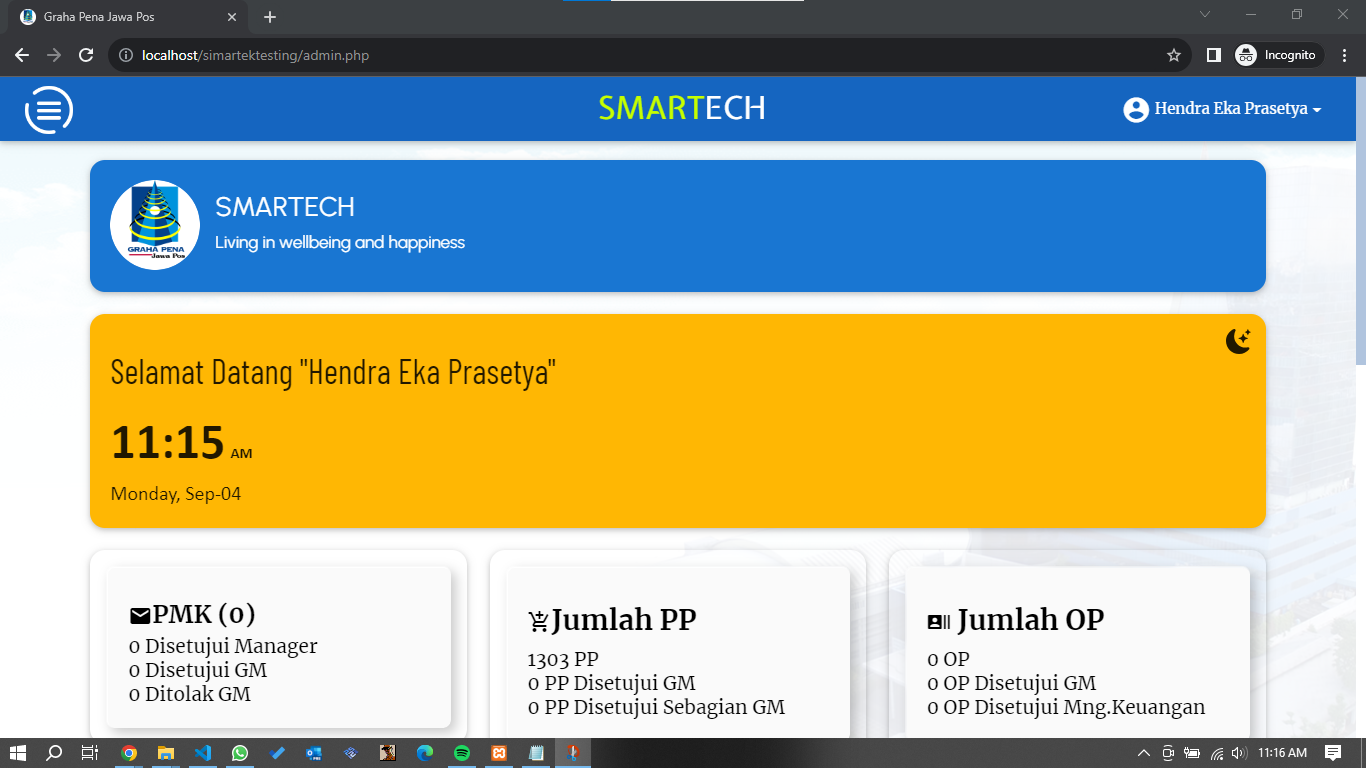 Graha Pena Jawa Pos
localhost/simartektesting/admin.php
Incognito
SMARTECH
Hendra Eka Prasetya
GRAHA PENA
Jawa Pos
SMARTECH
Living in wellbeing and happiness
Selamat Datang "Hendra Eka Prasetya"
11:15 AM
Monday, Sep-04
PMK (0)
0 Disetujui Manager
0 Disetujui GM
0 Ditolak GM
Jumlah PP
1303 PP
0 PP Disetujui GM
0 PP Disetujui Sebagian GM
Jumlah OP
0 OP
0 OP Disetujui GM
0 OP Disetujui Mng.Keuangan
11:16 AM